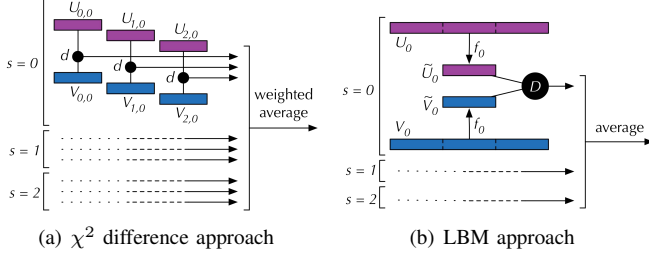 U0,0
U1,0
U2,0
d
d
d
s = 0
V0,0
V1,0
V2,0
weighted
average
s = 1
s = 2
(a) χ² difference approach
U0
f0
Ũ0
s = 0
D
Ṽ0
V0
f0
average
s = 1
s = 2
(b) LBM approach